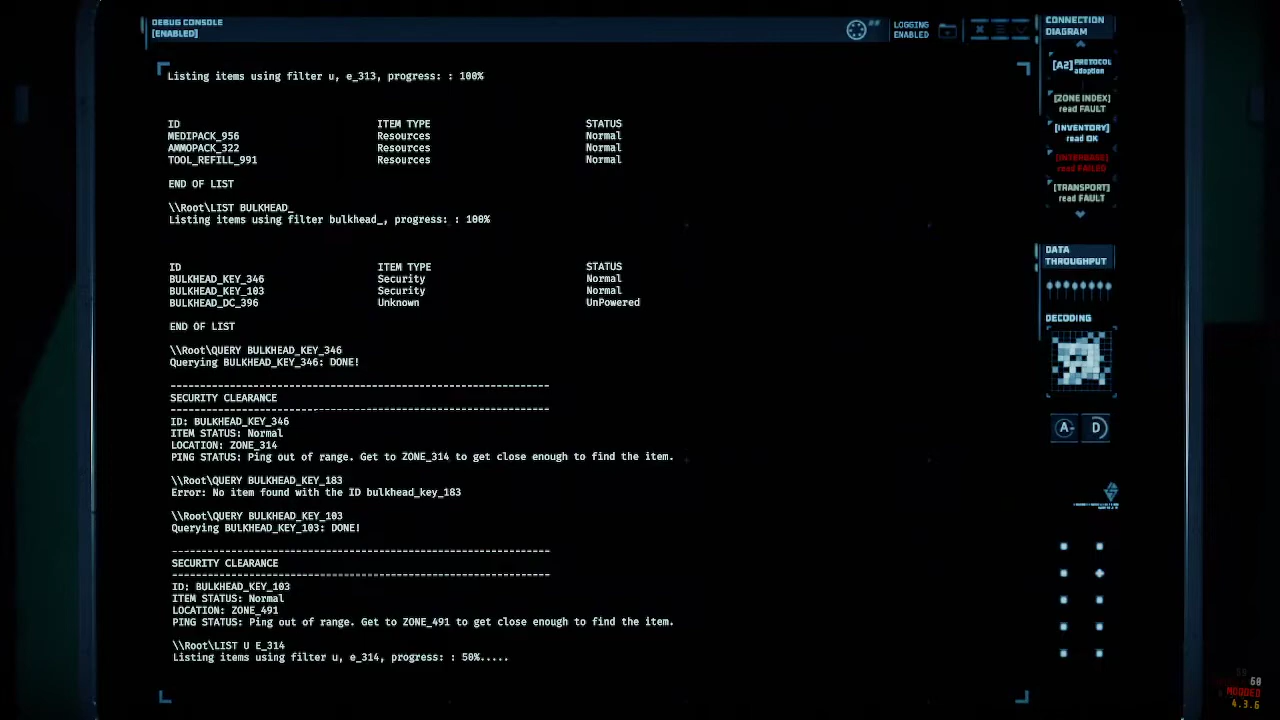 DEBUG CONSOLE
[ENABLED]
LOGGING
ENABLED
Listing items using filter u, e_313, progress: : 100%
ID ITEM TYPE STATUS
MEDIPACK_956 Resources Normal
AMMOPACK_322 Resources Normal
TOOL_REFILL_991 Resources Normal
END OF LIST
\\Root\LIST BULKHEAD_
Listing items using filter bulkhead_, progress: : 100%
ID ITEM TYPE STATUS
BULKHEAD_KEY_346 Security Normal
BULKHEAD_KEY_103 Security Normal
BULKHEAD_DC_396 Unknown UnPowered
END OF LIST
\\Root\QUERY BULKHEAD_KEY_346
Querying BULKHEAD_KEY_346: DONE!
----------------------------------------------------------------
SECURITY CLEARANCE
----------------------------------------------------------------
ID: BULKHEAD_KEY_346
ITEM STATUS: Normal
LOCATION: ZONE_314
PING STATUS: Ping out of range. Get to ZONE_314 to get close enough to find the item.
\\Root\QUERY BULKHEAD_KEY_183
Error: No item found with the ID bulkhead_key_183
\\Root\QUERY BULKHEAD_KEY_103
Querying BULKHEAD_KEY_103: DONE!
----------------------------------------------------------------
SECURITY CLEARANCE
----------------------------------------------------------------
ID: BULKHEAD_KEY_103
ITEM STATUS: Normal
LOCATION: ZONE_491
PING STATUS: Ping out of range. Get to ZONE_491 to get close enough to find the item.
\\Root\LIST U E_314
Listing items using filter u, e_314, progress: : 50%.....
CONNECTION
DIAGRAM
[A2] PROTOCOL
adoption
[ZONE INDEX]
read FAULT
[INVENTORY]
read OK
[INTERBASE]
read FAILED
[TRANSPORT]
read FAULT
DATA
THROUGHPUT
DECODING
A D
60
MODDED
4.3.6